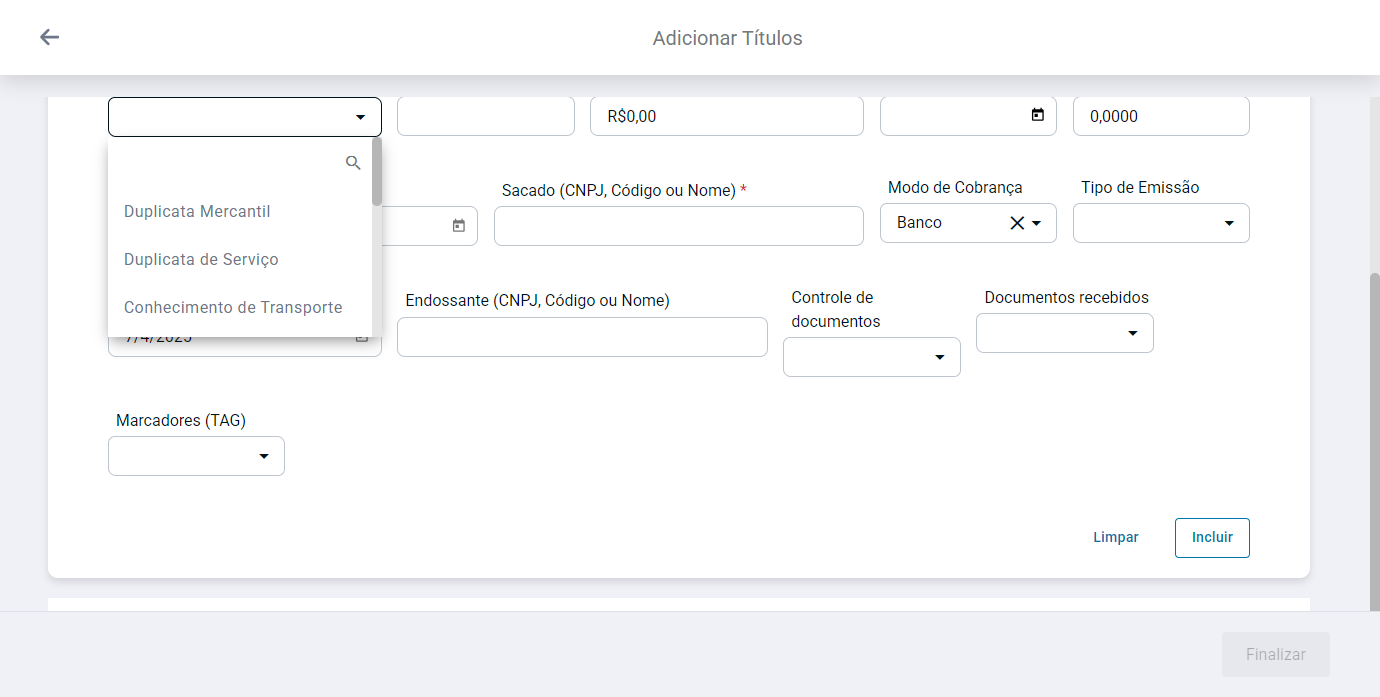 Adicionar Títulos
R$0,00
0,0000
Duplicata Mercantil
Duplicata de Serviço
Conhecimento de Transporte
Sacado (CNPJ, Código ou Nome) *
Modo de Cobrança
Banco
Tipo de Emissão
7/4/2025
Endossante (CNPJ, Código ou Nome)
Controle de
documentos
Documentos recebidos
Marcadores (TAG)
Limpar
Incluir
Finalizar